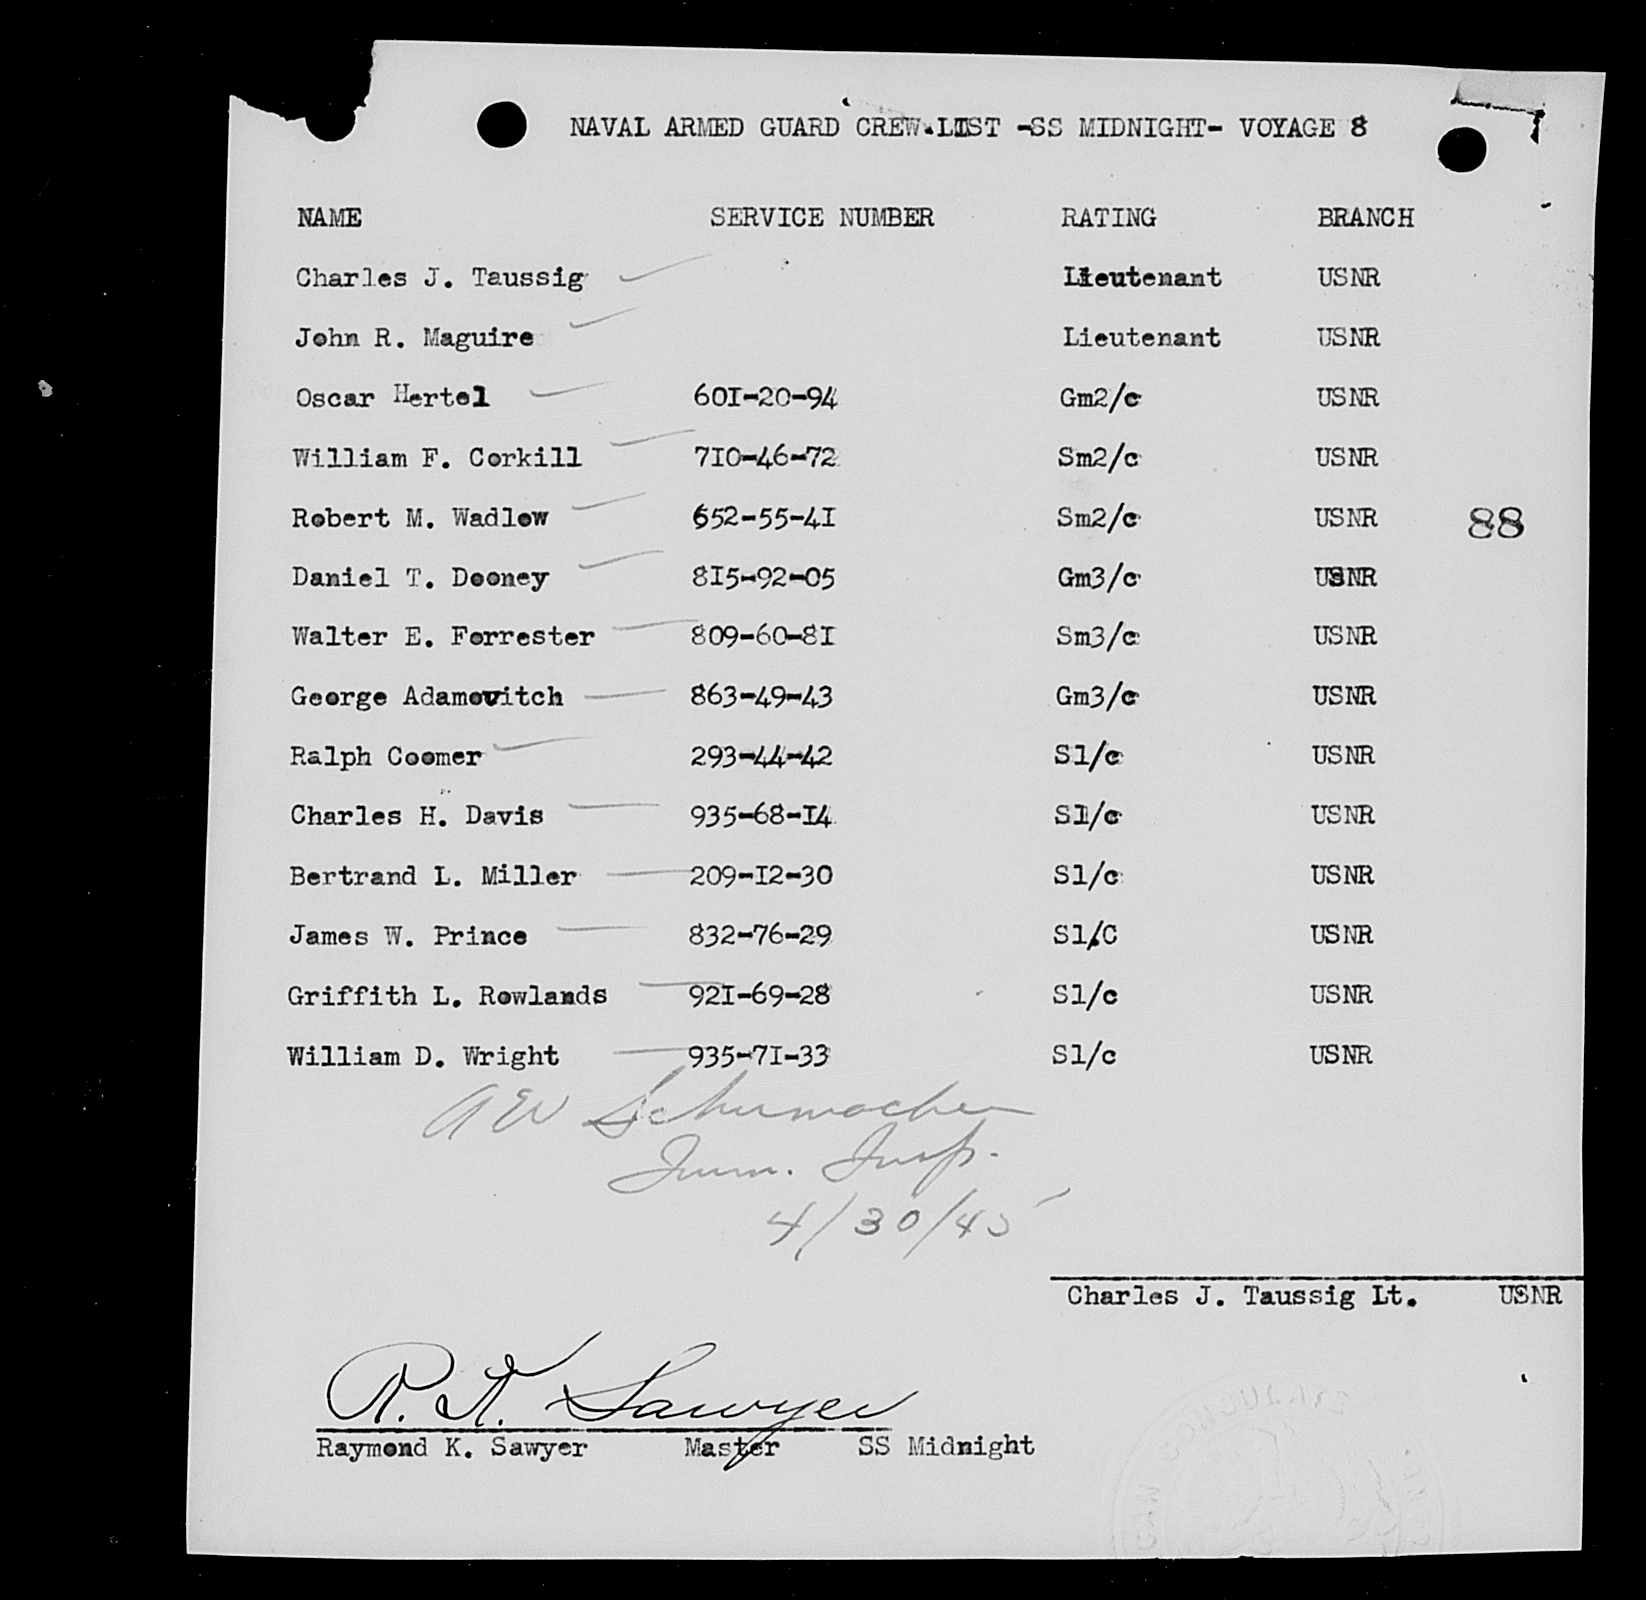 NAVAL ARMED GUARD CREW LIST -SS MIDNIGHT- VOYAGE 8
NAME SERVICE NUMBER RATING BRANCH
Charles J. Taussig Lieutenant USNR
John R. Maguire Lieutenant USNR
Oscar Hertel 601-20-94 Gm2/c USNR
William F. Corkill 710-46-72 Sm2/c USNR
Robert M. Wadlow 652-55-41 Sm2/c USNR
88
Daniel T. Dooney 815-92-05 Gm3/c USNR
Walter E. Forrester 809-60-81 Sm3/c USNR
George Adamovitch 863-49-43 Gm3/c USNR
Ralph Coomer 293-44-42 S1/c USNR
Charles H. Davis 935-68-14 S1/c USNR
Bertrand L. Miller 209-12-30 S1/c USNR
James W. Prince 832-76-29 S1/C USNR
Griffith L. Rowlands 921-69-28 S1/c USNR
William D. Wright 935-71-33 S1/c USNR
A W Schumacher
Imm. Insp.
4/30/45
Charles J. Taussig Lt. USNR
R. K. Sawyer
Raymond K. Sawyer Master SS Midnight